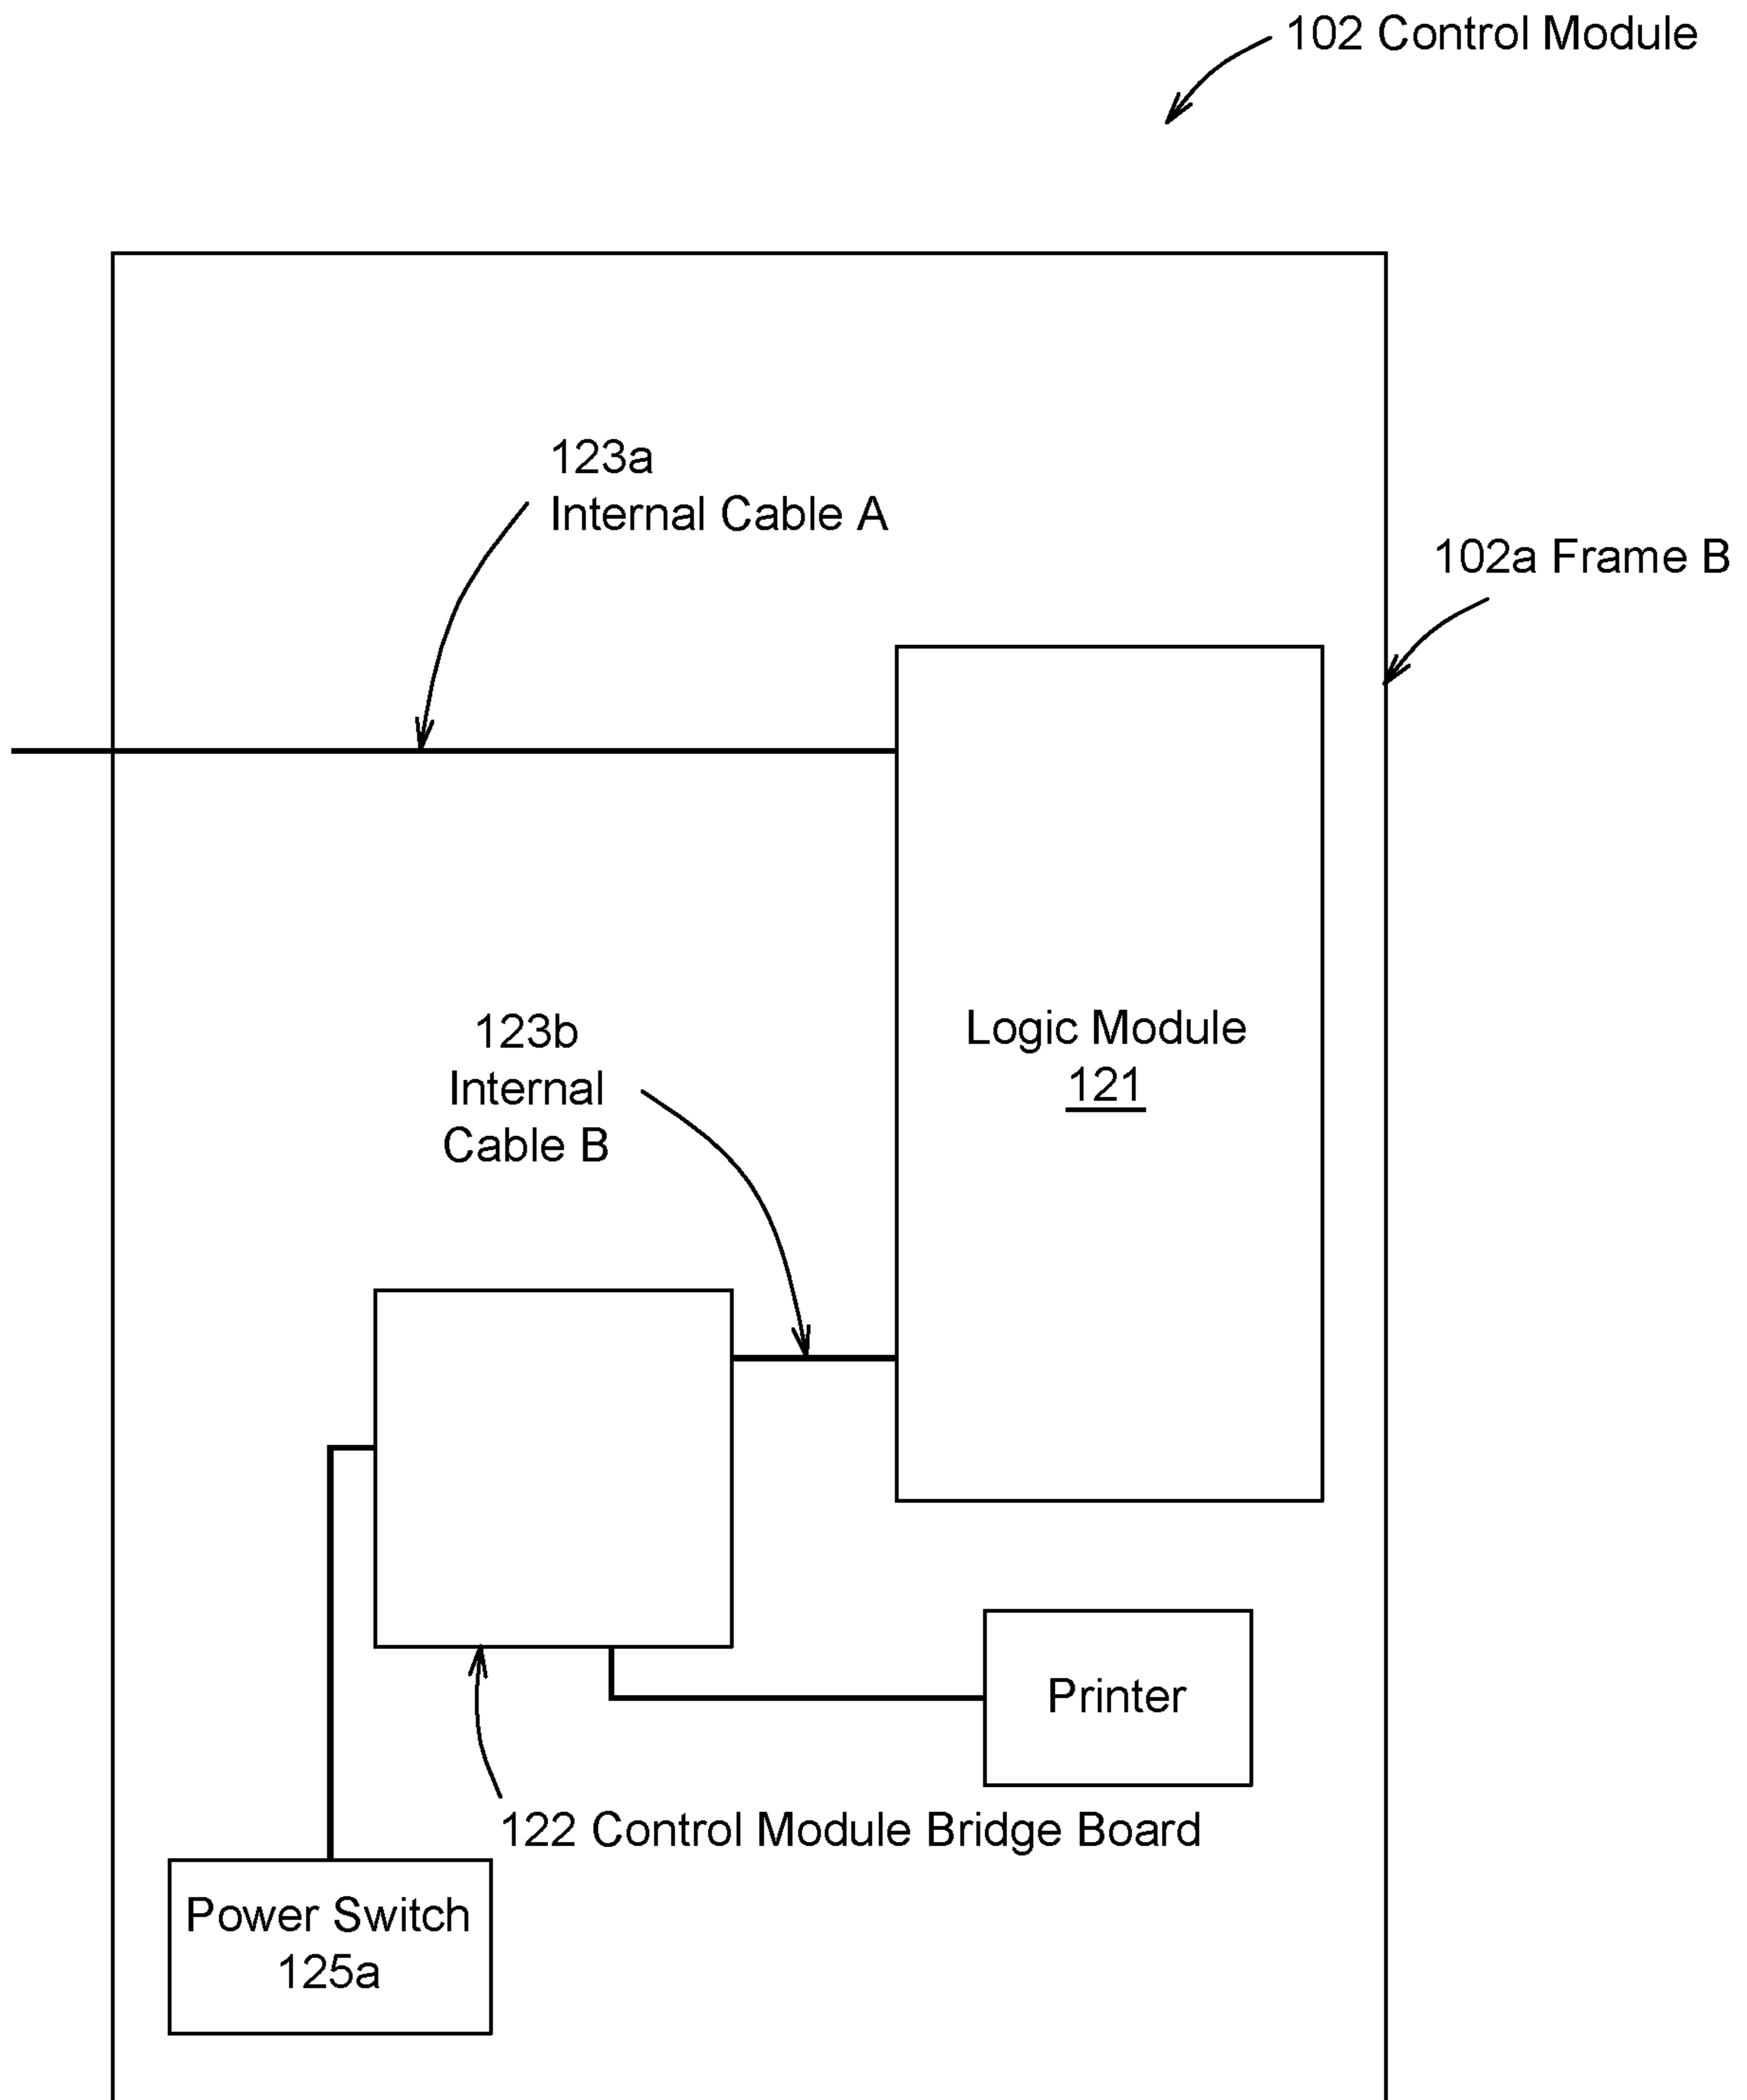 102 Control Module
123a
Internal Cable A
102a Frame B
Logic Module
121
123b
Internal
Cable B
Printer
122 Control Module Bridge Board
Power Switch
125a